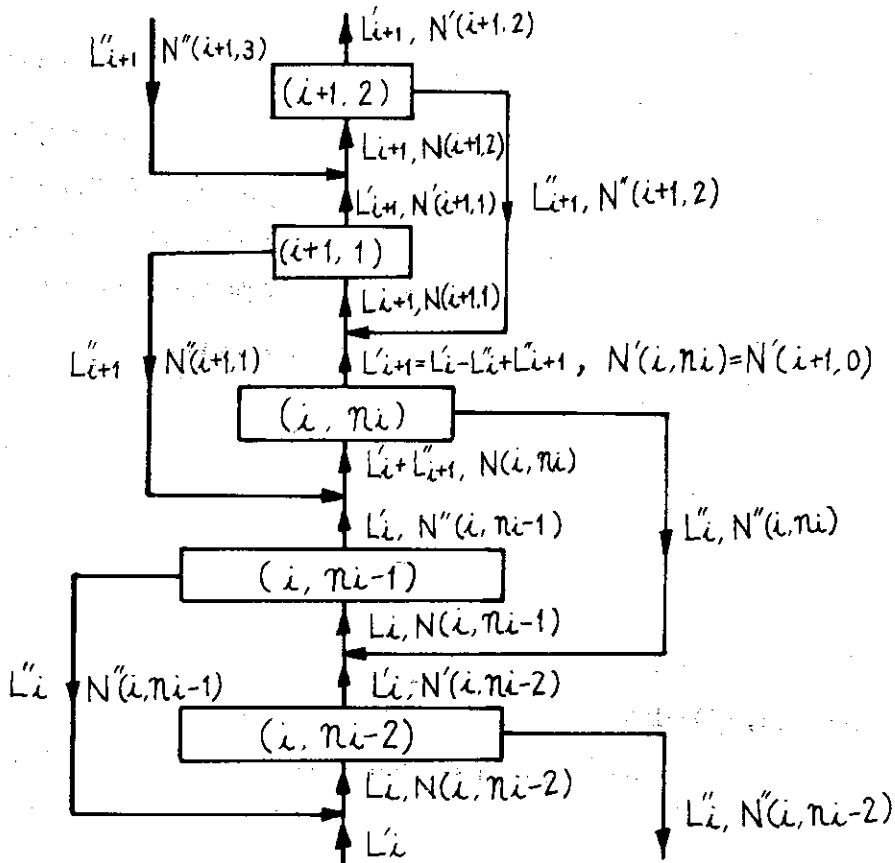 L'i+1, N'(i+1,2)
L''i+1 N''(i+1,3)
(i+1, 2)
Li+1, N(i+1,2)
L'i+1, N'(i+1,1)
L''i+1, N''(i+1,2)
(i+1, 1)
Li+1, N(i+1,1)
L''i+1 N''(i+1,1)
L'i+1=L'i-L''i+L''i+1 , N'(i,ni)=N'(i+1,0)
(i, ni)
L'i+L''i+1, N(i,ni)
L'i, N''(i,ni-1)
L''i, N''(i,ni)
(i, ni-1)
Li, N(i,ni-1)
L''i N''(i,ni-1)
L'i, N'(i,ni-2)
(i, ni-2)
Li, N(i,ni-2)
L''i, N''(i,ni-2)
L'i